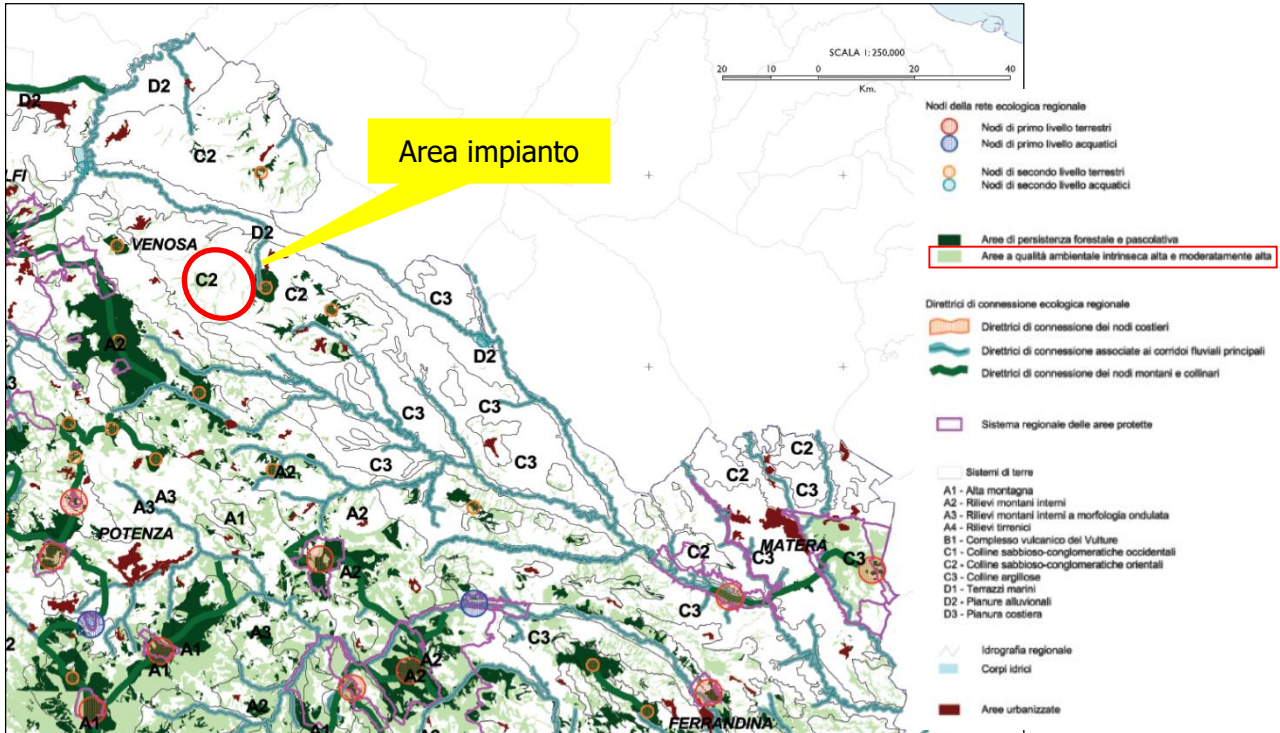 SCALA 1: 250,000
20 10 0 20 40
Km.
Area impianto
D2
D2
C2
LFI
D2
VENOSA
C2
C2
C3
D2
A2
C3
C3
C3
C3
A2
A3
A3
A1
A2
POTENZA
A2
C2
C2
C3
C2
MATERA
C3
C3
C3
A3
A1
A3
A2
A2
C3
C3
A1
A2
A1
A2
FERRANDINA
Nodi della rete ecologica regionale
Nodi di primo livello terrestri
Nodi di primo livello acquatici
Nodi di secondo livello terrestri
Nodi di secondo livello acquatici
Aree di persistenza forestale e pascolativa
Aree a qualità ambientale intrinseca alta e moderatamente alta
Direttrici di connessione ecologica regionale
Direttrici di connessione dei nodi costieri
Direttrici di connessione associate ai corridoi fluviali principali
Direttrici di connessione dei nodi montani e collinari
Sistema regionale delle aree protette
Sistemi di terre
A1 - Alta montagna
A2 - Rilievi montani interni
A3 - Rilievi montani interni a morfologia ondulata
A4 - Rilievi tirrenici
B1 - Complesso vulcanico del Vulture
C1 - Colline sabbioso-conglomeratiche occidentali
C2 - Colline sabbioso-conglomeratiche orientali
C3 - Colline argillose
D1 - Terrazzi marini
D2 - Pianure alluvionali
D3 - Pianura costiera
Idrografia regionale
Corpi idrici
Aree urbanizzate